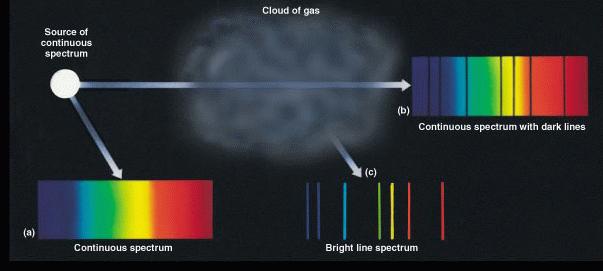 Cloud of gas
Source of
continuous
spectrum
(b)
Continuous spectrum with dark lines
(c)
(a)
Continuous spectrum
Bright line spectrum